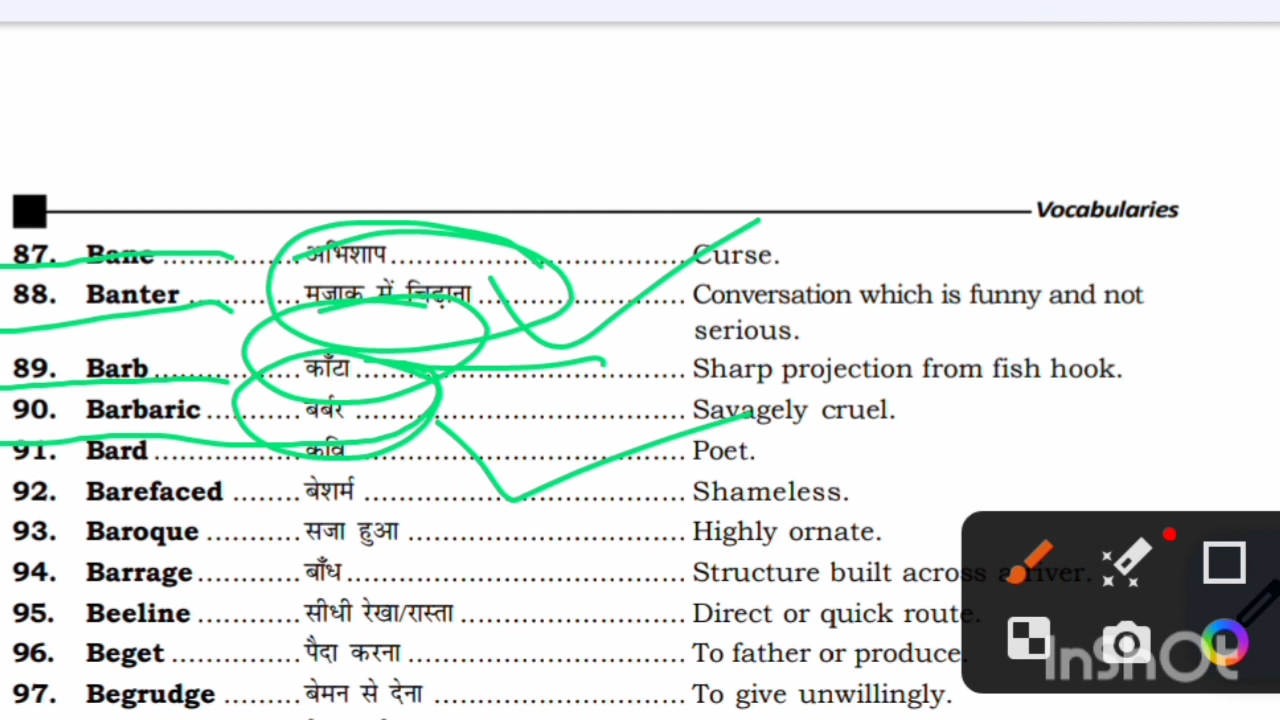 Vocabularies
87. Bane .................. अभिशाप...................................... Curse.
88. Banter .............. मजाक में चिढ़ाना .......................... Conversation which is funny and not
serious.
89. Barb .................. काँटा .......................................... Sharp projection from fish hook.
90. Barbaric ............ बर्बर ........................................... Savagely cruel.
91. Bard .................. कवि .......................................... Poet.
92. Barefaced ........ बेशर्म ......................................... Shameless.
93. Baroque ........... सजा हुआ ................................... Highly ornate.
94. Barrage ............ बाँध ........................................... Structure built across a river.
95. Beeline ............ सीधी रेखा/रास्ता ............................. Direct or quick route.
96. Beget ................ पैदा करना ................................... To father or produce.
97. Begrudge ......... बेमन से देना ................................ To give unwillingly.
InShOt